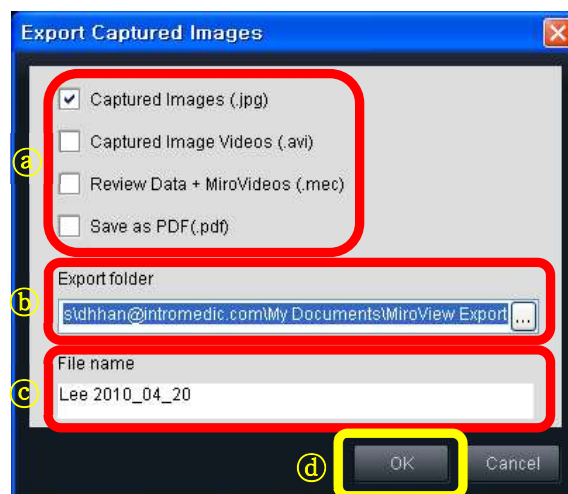 Export Captured Images
Captured Images (.jpg)
Captured Image Videos (.avi)
ⓐ
Review Data + MiroVideos (.mec)
Save as PDF(.pdf)
Export folder
ⓑ
s\dhhan@intromedic.com\My Documents\MiroView Export ...
File name
ⓒ
Lee 2010_04_20
ⓓ OK Cancel